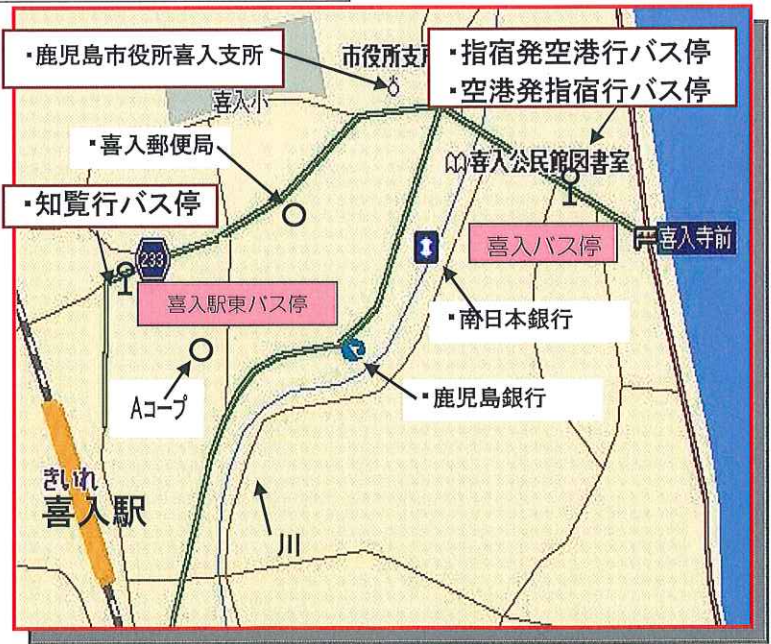 ・鹿児島市役所喜入支所
市役所支
・指宿発空港行バス停
・空港発指宿行バス停
喜入小
・喜入郵便局
喜入公民館図書室
・知覧行バス停
233
喜入バス停
喜入寺前
喜入駅東バス停
・南日本銀行
Aコープ
・鹿児島銀行
きいれ
喜入駅
川